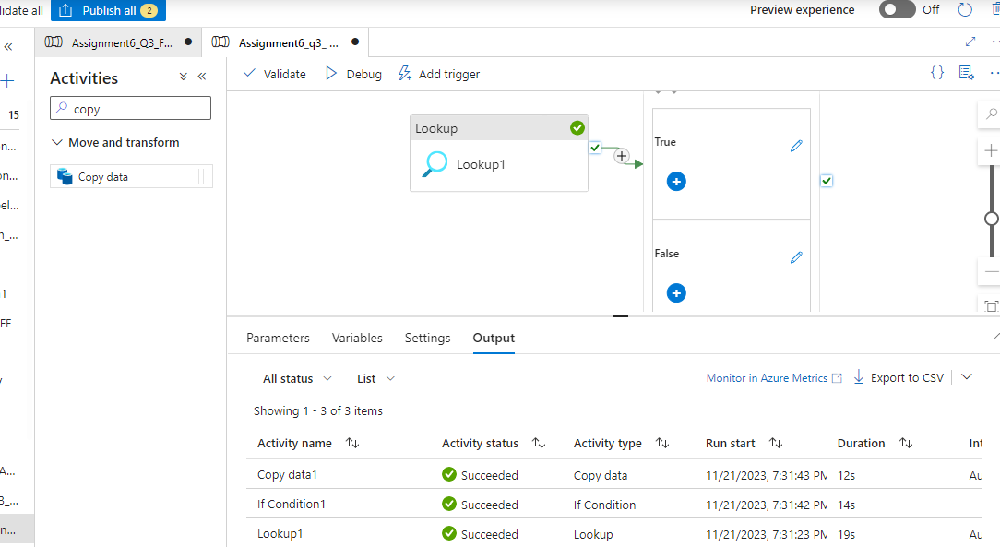 idate all
Publish all 2
Preview experience
Off
Assignment6_Q3_F...
Assignment6_q3_ ...
Activities
copy
Move and transform
Copy data
Validate
Debug
Add trigger
{}
15
n...
on...
el...
n_...
1
FE
A...
3_...
n...
Lookup
Lookup1
True
False
Parameters
Variables
Settings
Output
All status
List
Monitor in Azure Metrics
Export to CSV
Showing 1 - 3 of 3 items
Activity name Activity status Activity type Run start Duration Int
Copy data1 Succeeded Copy data 11/21/2023, 7:31:43 PM 12s Au
If Condition1 Succeeded If Condition 11/21/2023, 7:31:42 PM 14s
Lookup1 Succeeded Lookup 11/21/2023, 7:31:23 PM 19s Au